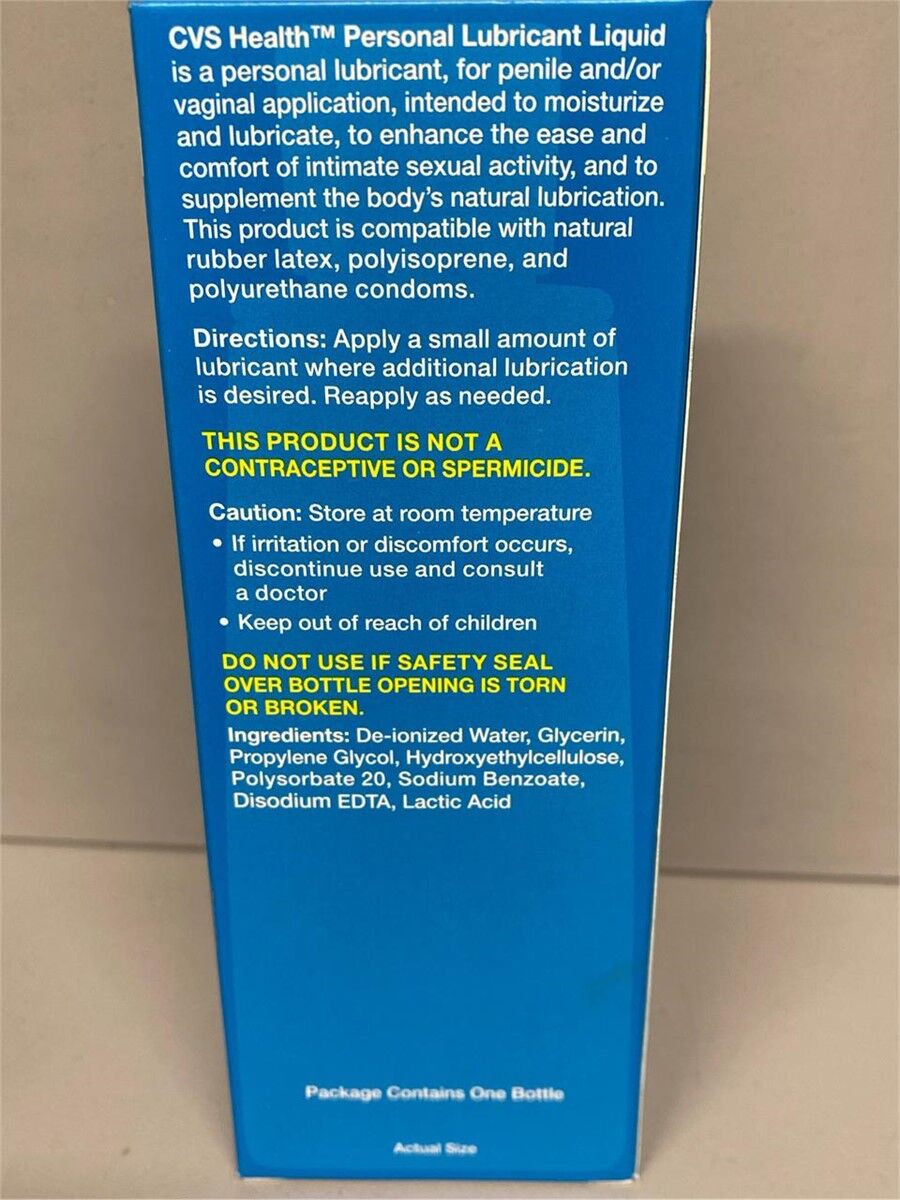 CVS Health™ Personal Lubricant Liquid
is a personal lubricant, for penile and/or
vaginal application, intended to moisturize
and lubricate, to enhance the ease and
comfort of intimate sexual activity, and to
supplement the body's natural lubrication.
This product is compatible with natural
rubber latex, polyisoprene, and
polyurethane condoms.
Directions: Apply a small amount of
lubricant where additional lubrication
is desired. Reapply as needed.
THIS PRODUCT IS NOT A
CONTRACEPTIVE OR SPERMICIDE.
Caution: Store at room temperature
• If irritation or discomfort occurs,
discontinue use and consult
a doctor
• Keep out of reach of children
DO NOT USE IF SAFETY SEAL
OVER BOTTLE OPENING IS TORN
OR BROKEN.
Ingredients: De-ionized Water, Glycerin,
Propylene Glycol, Hydroxyethylcellulose,
Polysorbate 20, Sodium Benzoate,
Disodium EDTA, Lactic Acid
Package Contains One Bottle
Actual Size